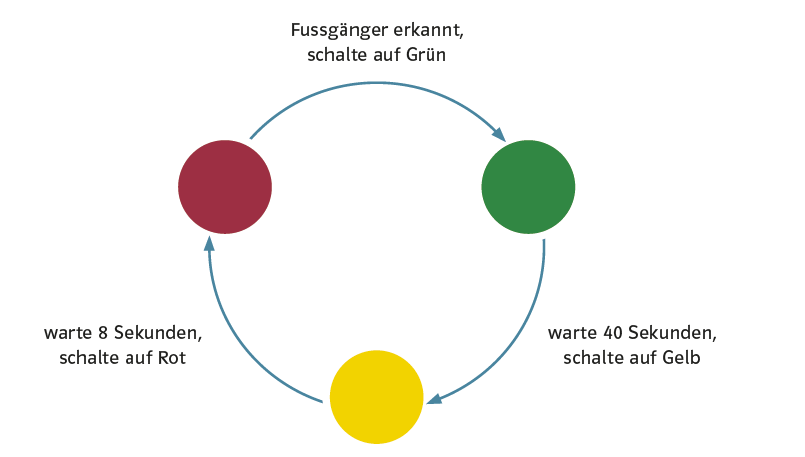 Fussgänger erkannt,
schalte auf Grün
warte 8 Sekunden,
schalte auf Rot
warte 40 Sekunden,
schalte auf Gelb